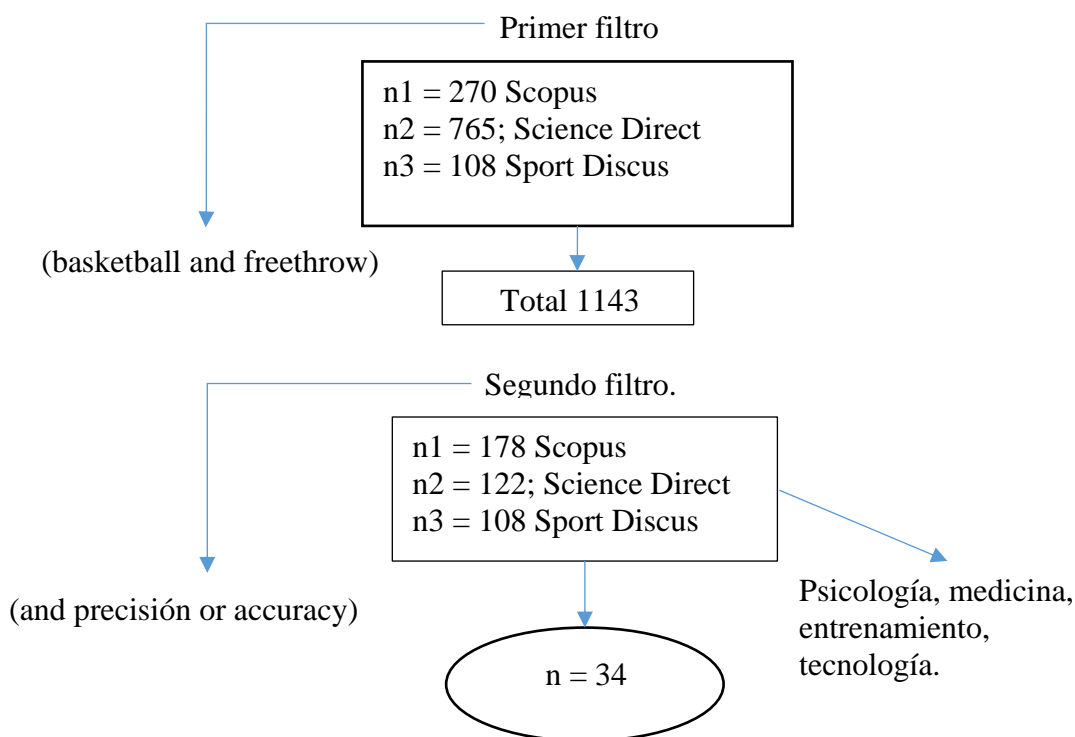 Primer filtro
n1 = 270 Scopus
n2 = 765; Science Direct
n3 = 108 Sport Discus
(basketball and freethrow)
Total 1143
Segundo filtro.
n1 = 178 Scopus
n2 = 122; Science Direct
n3 = 108 Sport Discus
(and precisión or accuracy)
Psicología, medicina,
entrenamiento,
tecnología.
n = 34